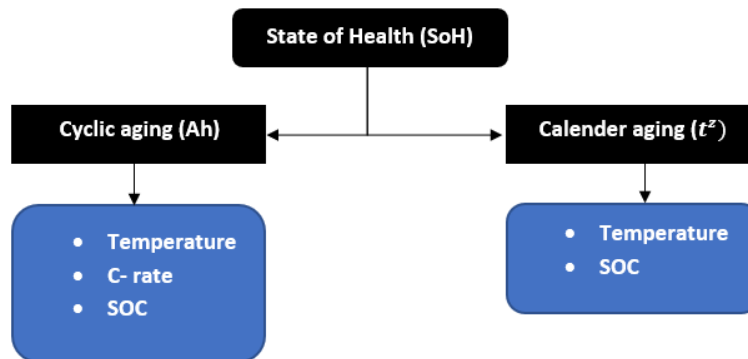 State of Health (SoH)
Cyclic aging (Ah)
Calender aging (t^z)
• Temperature
• C- rate
• SOC
• Temperature
• SOC